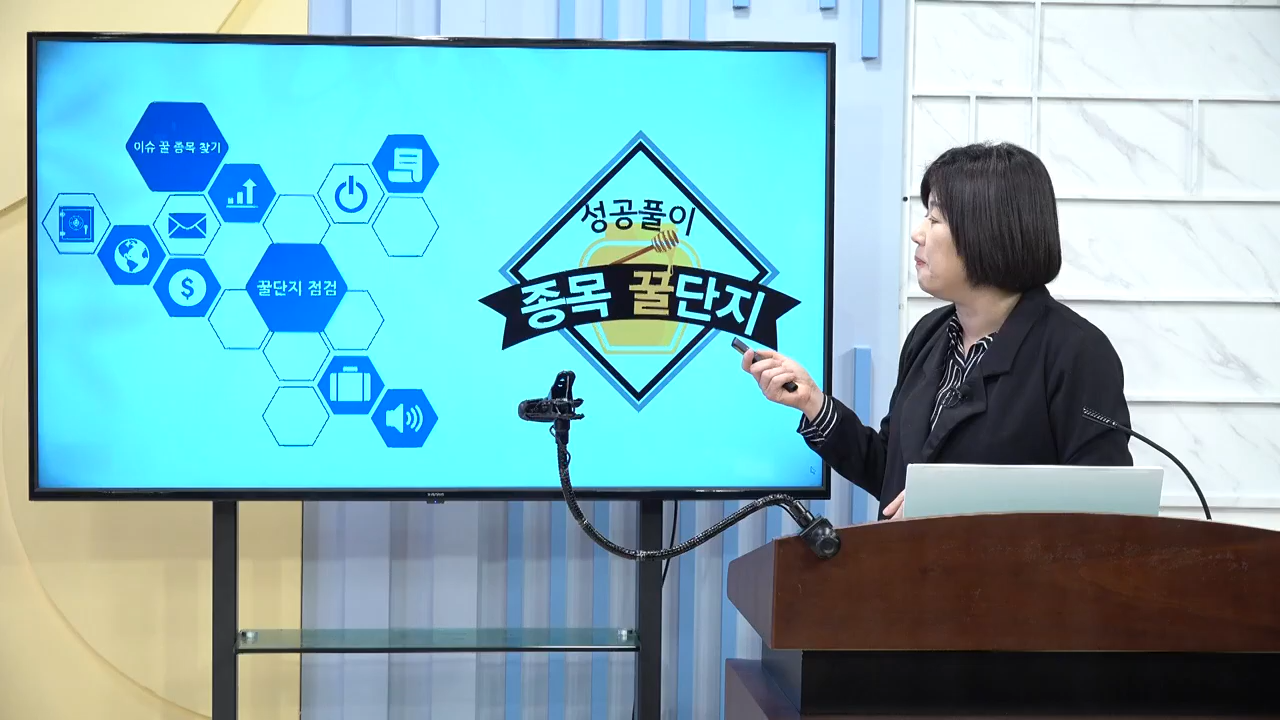 이슈 꿀 종목 찾기
꿀단지 점검
성공풀이
종목 꿀단지
$